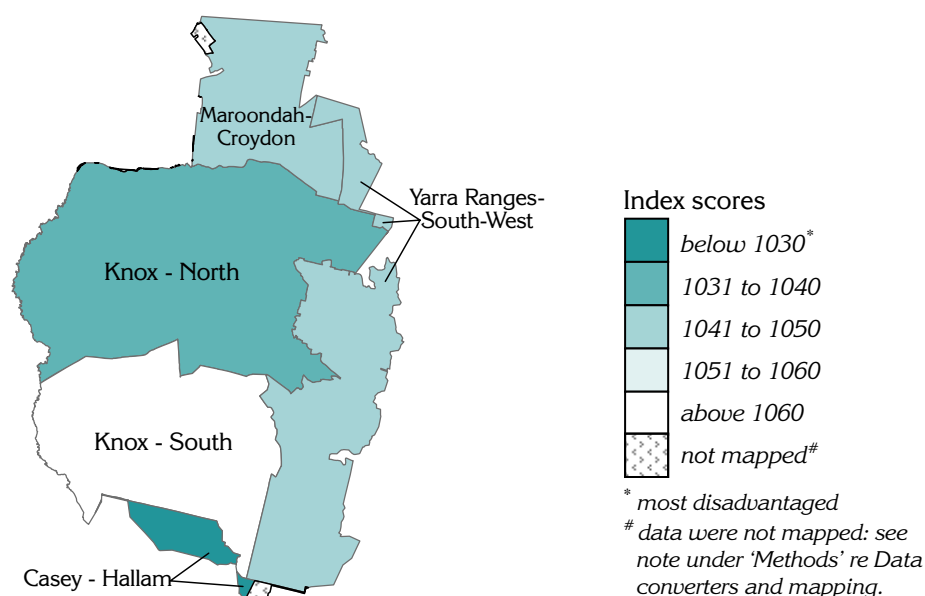 Maroondah-
Croydon
Yarra Ranges-
South-West
Knox - North
Knox - South
Casey - Hallam
Index scores
below 1030*
1031 to 1040
1041 to 1050
1051 to 1060
above 1060
not mapped#
* most disadvantaged
# data were not mapped: see
note under 'Methods' re Data
converters and mapping.